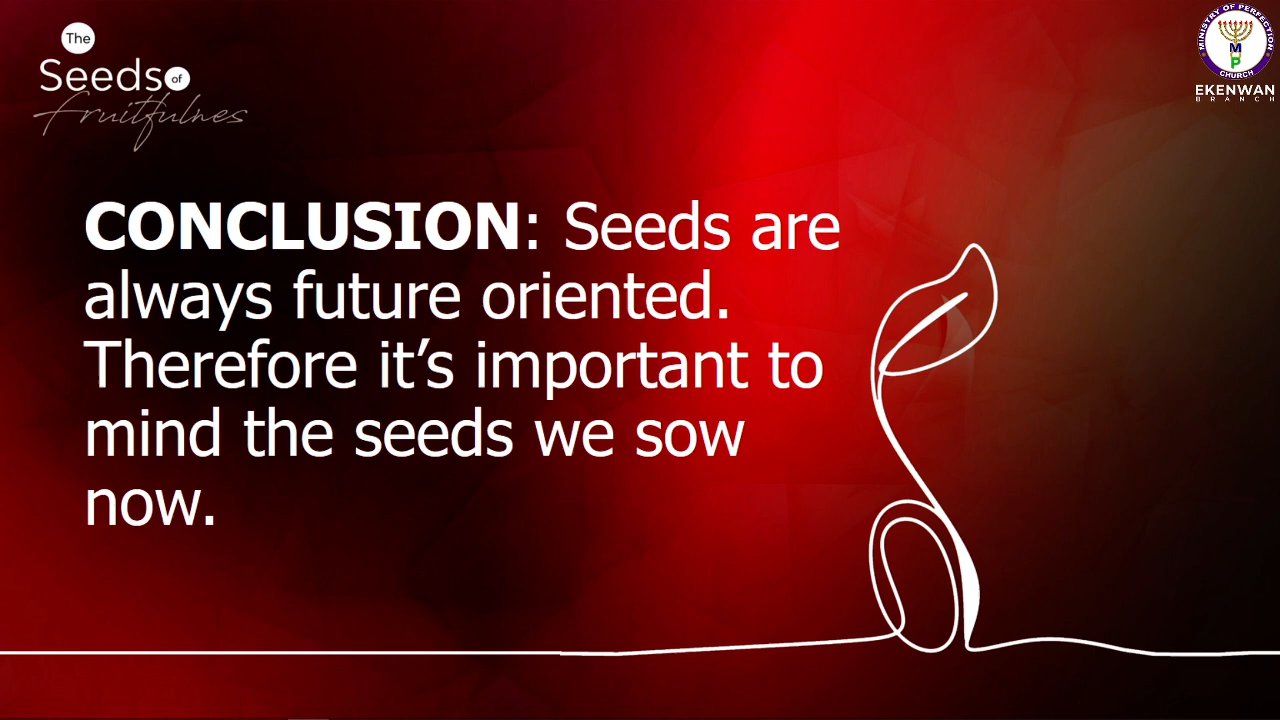 The
Seeds of
fruitfulnes
MINISTRY OF PERFECTION
M
P
CHURCH
EKENWAN
BRANCH
CONCLUSION: Seeds are
always future oriented.
Therefore it’s important to
mind the seeds we sow
now.